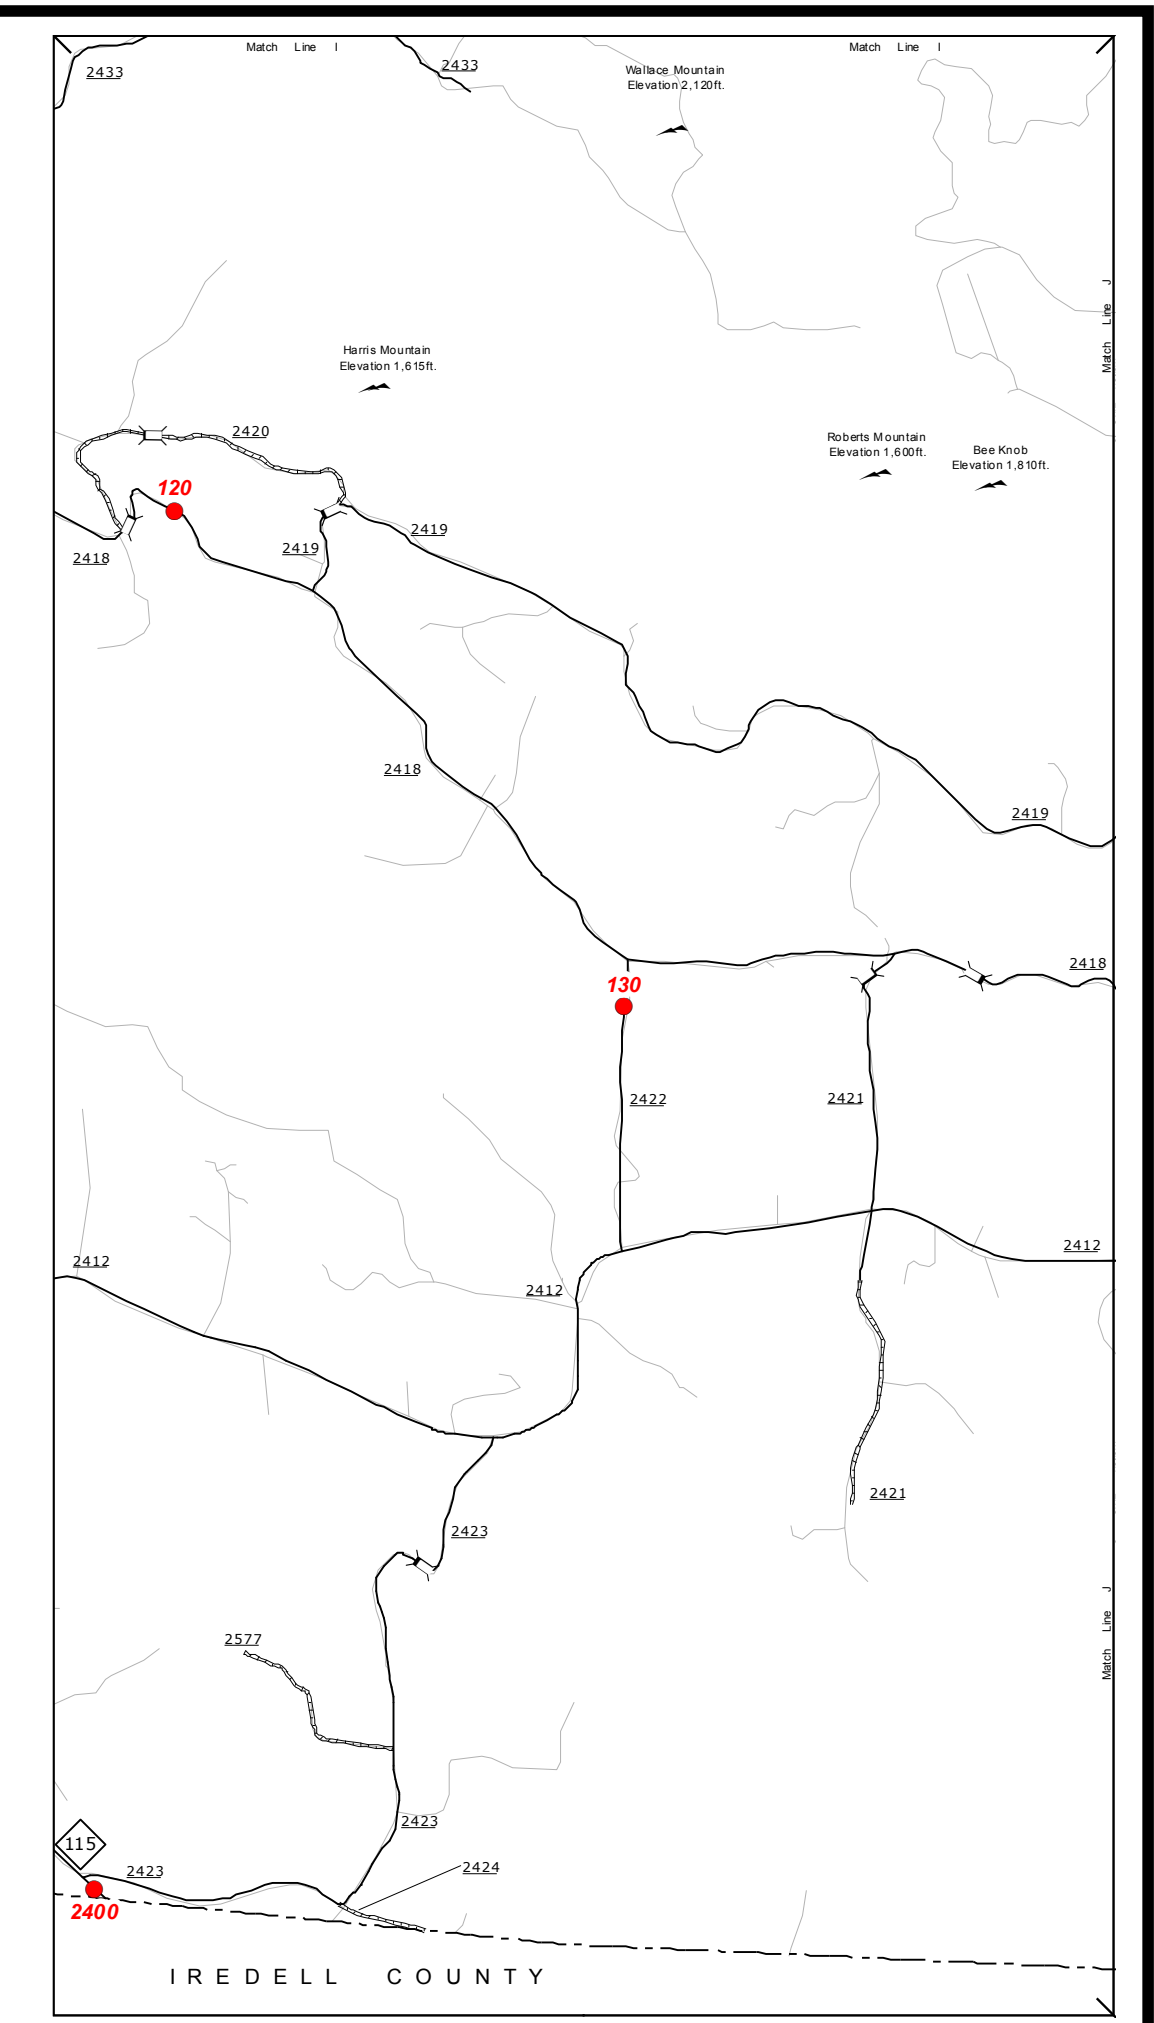 Match Line I
Match Line I
2433
2433
Wallace Mountain
Elevation 2,120ft.
Match Line J
Harris Mountain
Elevation 1,615ft.
2420
Roberts Mountain
Elevation 1,600ft.
Bee Knob
Elevation 1,810ft.
120
2419
2419
2418
2418
2419
2418
130
2422
2421
2412
2412
2412
2421
2423
Match Line J
2577
2423
115
2423
2424
2400
IREDELL COUNTY